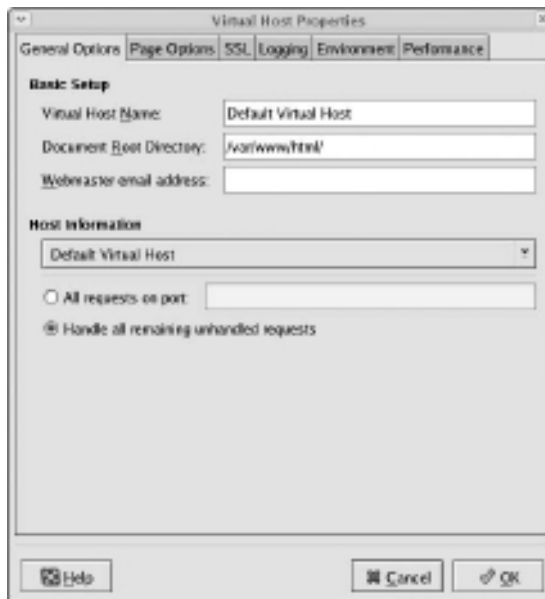 Virtual Host Properties
General Options Page Options SSL Logging Environment Performance
Basic Setup
Virtual Host Name: Default Virtual Host
Document Root Directory: /var/www/html/
Webmaster email address:
Host Information
Default Virtual Host
All requests on port
Handle all remaining unhandled requests
Help Cancel OK